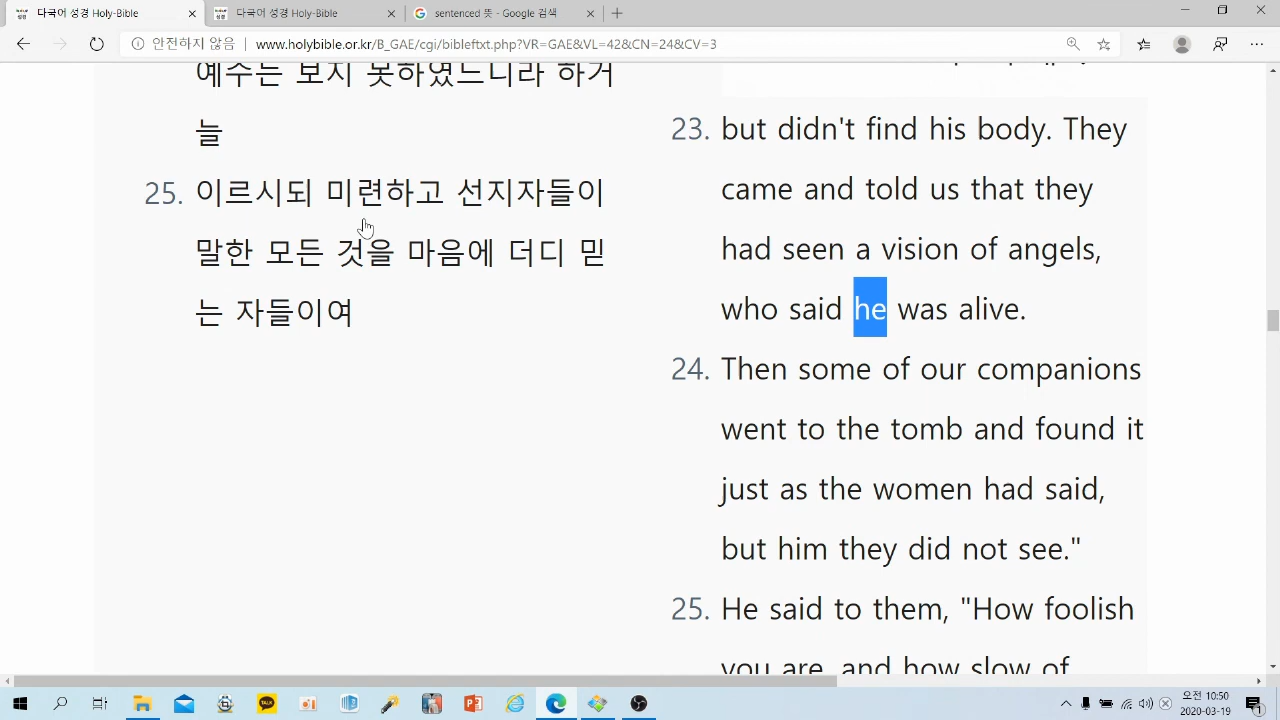 다국어 성경 Holy-Bible
다국어 성경 Holy-Bible
sentenced 뜻 - Google 검색
안전하지 않음
www.holybible.or.kr/B_GAE/cgi/bibleftxt.php?VR=GAE&VL=42&CN=24&CV=3
예수는 보지 못하였느니라 하거
늘
25. 이르시되 미련하고 선지자들이
말한 모든 것을 마음에 더디 믿
는 자들이여
23. but didn't find his body. They
came and told us that they
had seen a vision of angels,
who said he was alive.
24. Then some of our companions
went to the tomb and found it
just as the women had said,
but him they did not see."
25. He said to them, "How foolish
you are, and how slow of
TALK
오전 10:50
2020-03-19
1